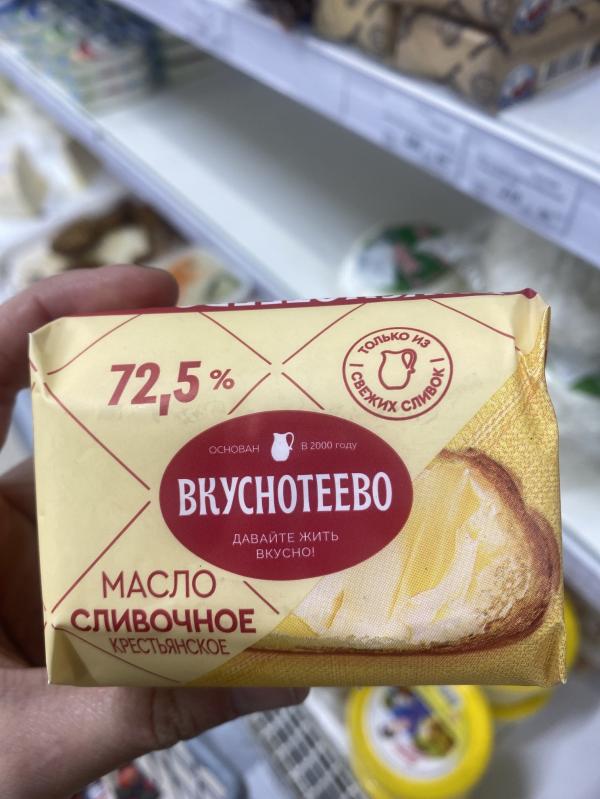 72,5%
ТОЛЬКО ИЗ
СВЕЖИХ СЛИВОК
ОСНОВАН В 2000 году
ВКУСНОТЕЕВО
ДАВАЙТЕ ЖИТЬ
ВКУСНО!
МАСЛО
СЛИВОЧНОЕ
КРЕСТЬЯНСКОЕ